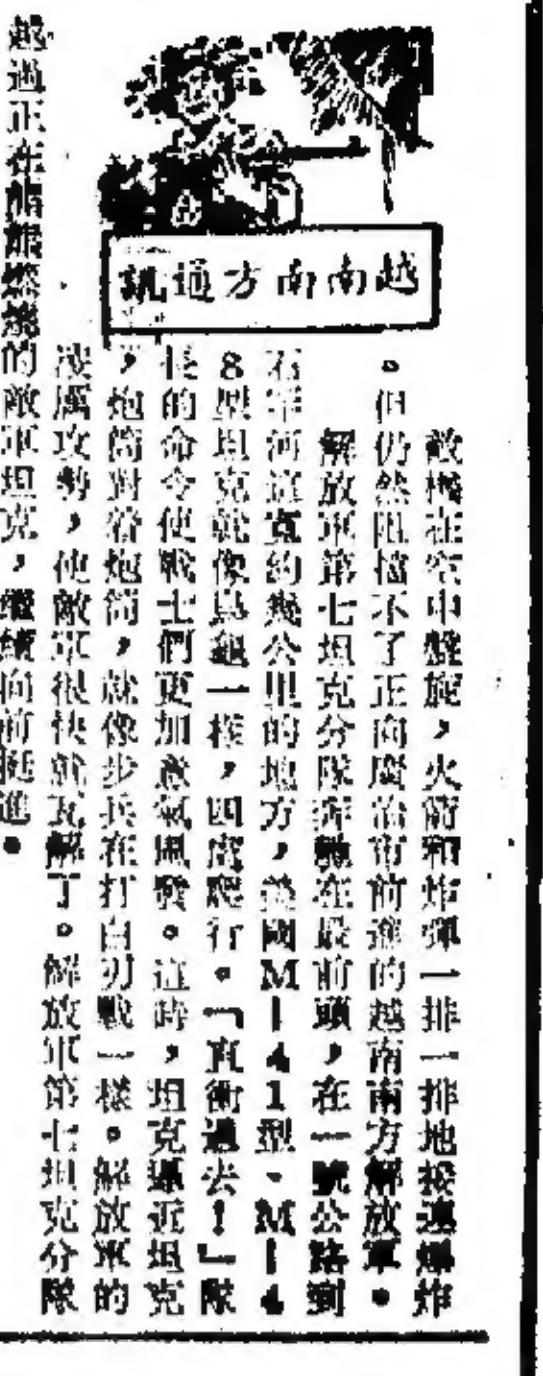 越南南方通訊
敵機在空中盤旋，火箭和炸彈一排一排地接連爆炸
。但仍然阻擋不了正向廣治市前進的越南南方解放軍。
解放軍第七坦克分隊奔馳在最前頭，在一號公路到
石罕河這寬約幾公里的地方，美國M—41型、M—4
8型坦克就像烏龜一樣，四處爬行。「直衝過去！」隊
長的命令使戰士們更加意氣風發。這時，坦克逼近坦克
，炮筒對着炮筒，就像步兵在打白刃戰一樣。解放軍的
凌厲攻勢，使敵軍很快就瓦解了。解放軍第七坦克分隊
越過正在熊熊燃燒的敵軍坦克，繼續向前挺進。